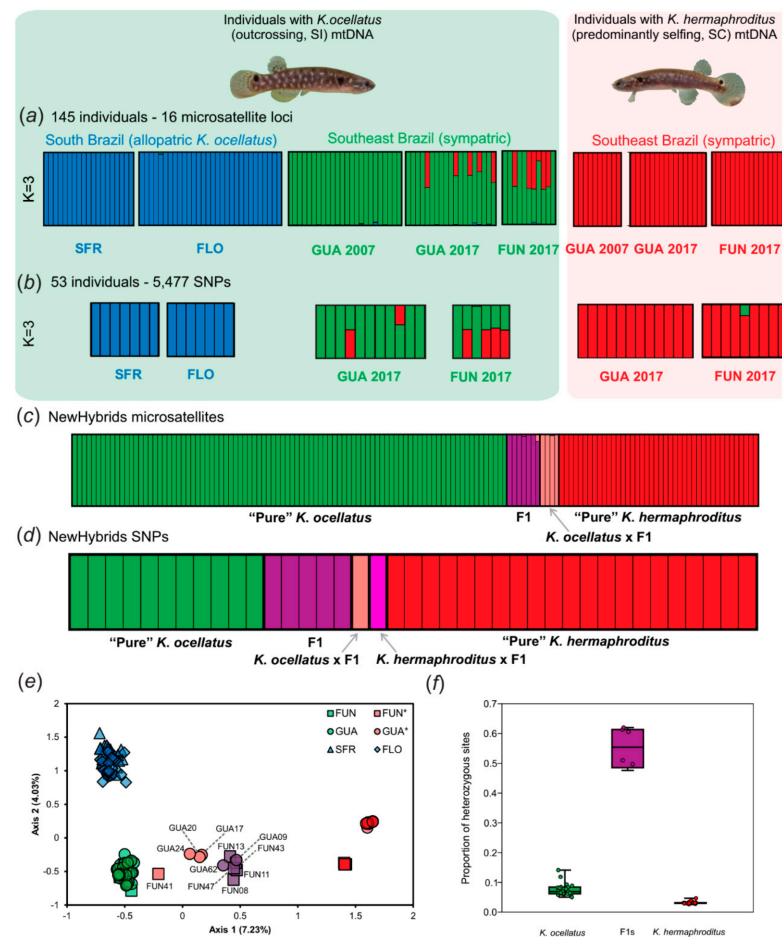 Individuals with K.ocellatus
(outcrossing, SI) mtDNA
Individuals with K. hermaphroditus
(predominantly selfing, SC) mtDNA
(a) 145 individuals - 16 microsatellite loci
South Brazil (allopatric K. ocellatus)
Southeast Brazil (sympatric)
Southeast Brazil (sympatric)
K=3
SFR FLO GUA 2007 GUA 2017 FUN 2017 GUA 2007 GUA 2017 FUN 2017
(b) 53 individuals - 5,477 SNPs
K=3
SFR FLO GUA 2017 FUN 2017 GUA 2017 FUN 2017
(c) NewHybrids microsatellites
"Pure" K. ocellatus F1 "Pure" K. hermaphroditus
K. ocellatus x F1
(d) NewHybrids SNPs
"Pure" K. ocellatus F1 "Pure" K. hermaphroditus
K. ocellatus x F1 K. hermaphroditus x F1
(e)
2
1.5
1
0.5
0
-0.5
-1
Axis 2 (4.03%)
FUN FUN*
GUA GUA*
SFR FLO
GUA20
GUA17
GUA24
FUN13
GUA09
FUN43
GUA62
FUN11
FUN41
FUN47
FUN08
-1 -0.5 0 0.5 1 1.5 2
Axis 1 (7.23%)
(f)
Proportion of heterozygous sites
0.7
0.6
0.5
0.4
0.3
0.2
0.1
0.0
K. ocellatus F1s K. hermaphroditus